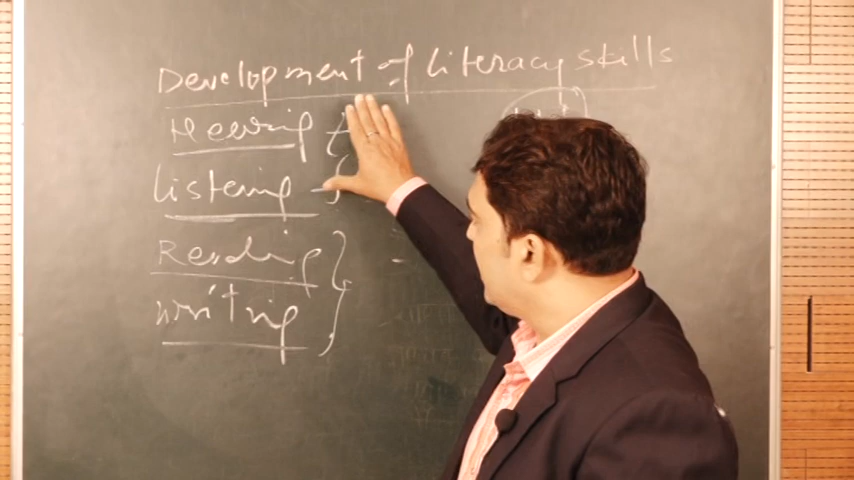 Development of Literacy skills
Hearing
Listening
Reading
writing